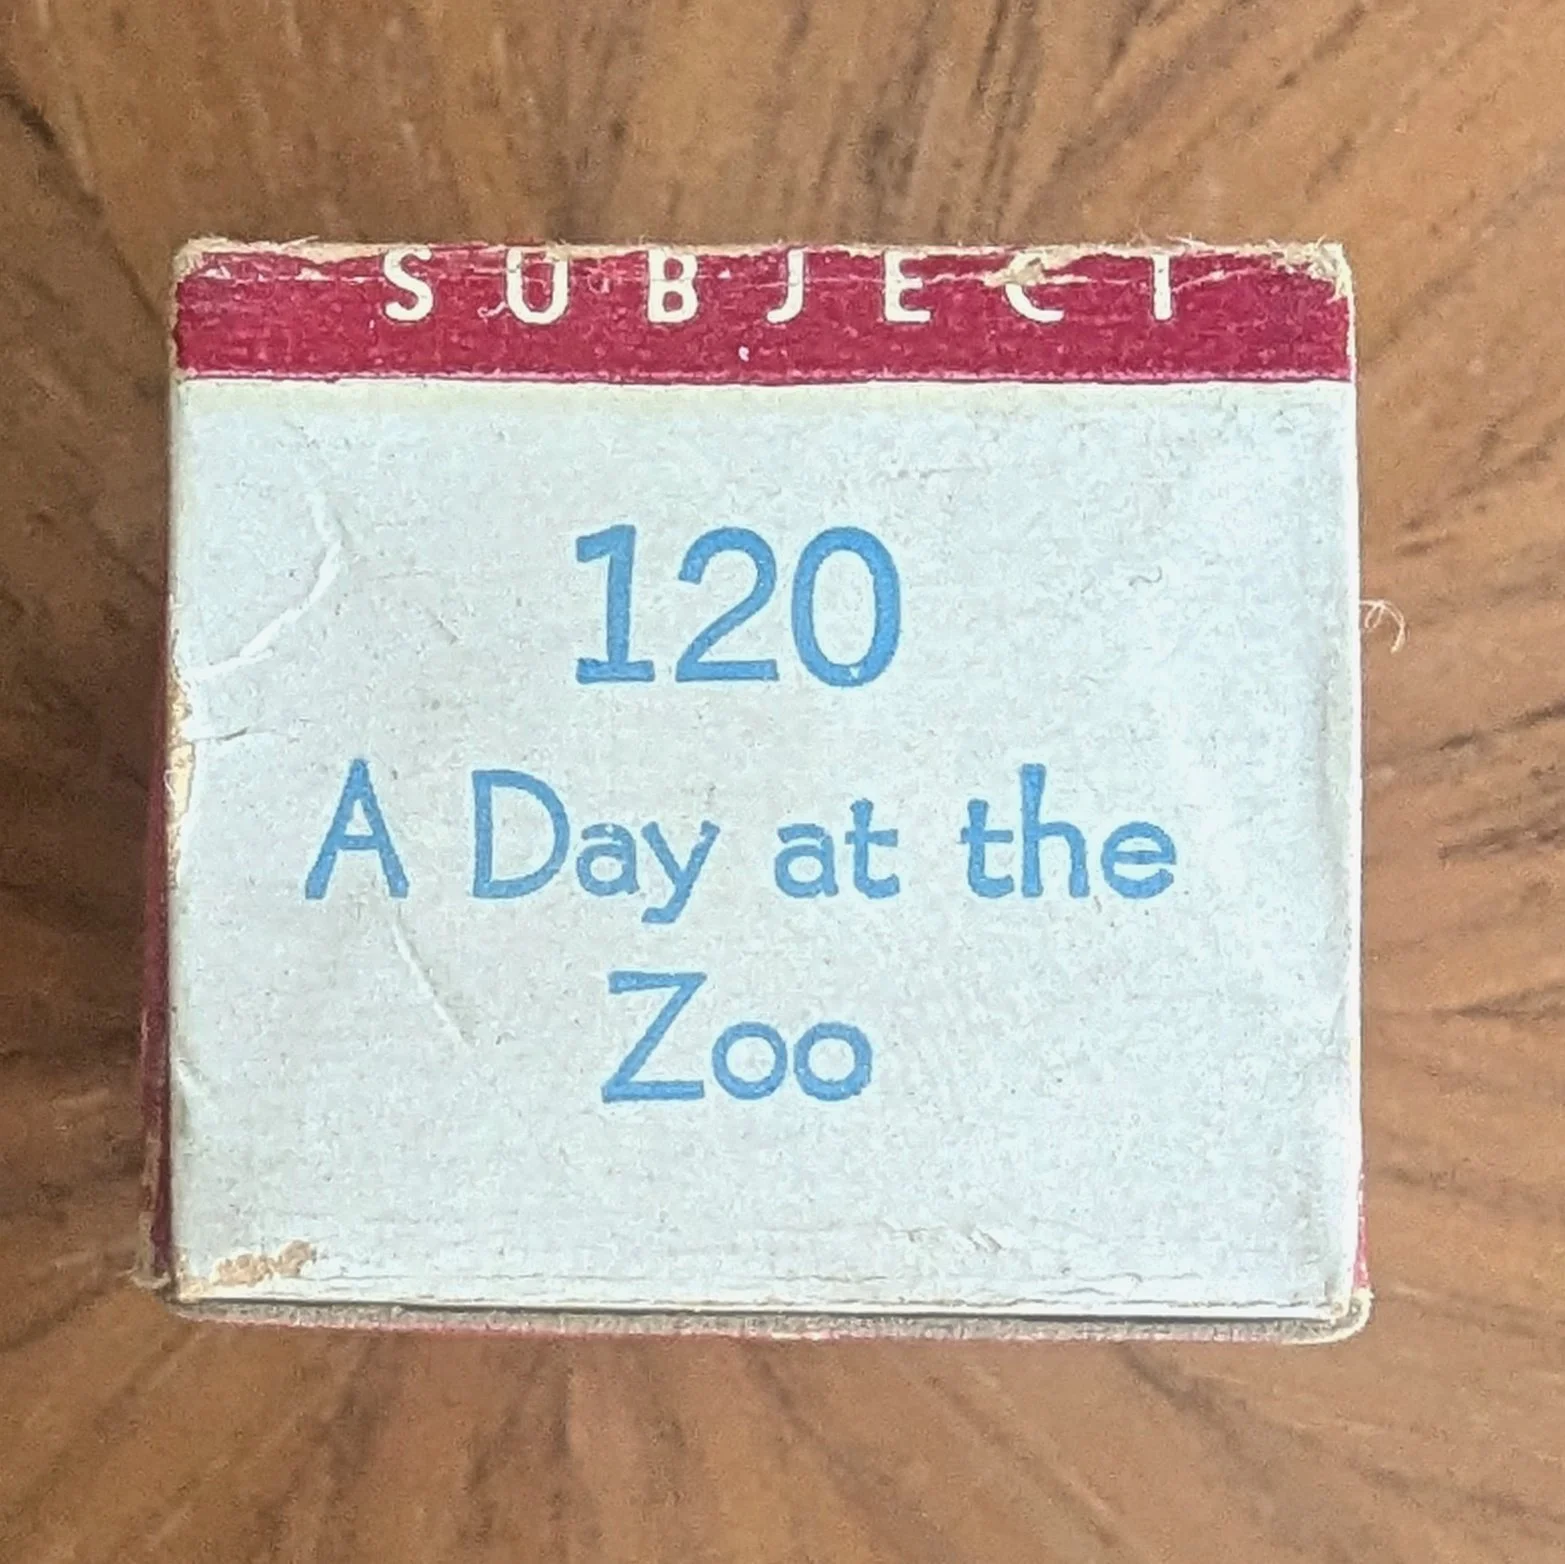 SUBJECT
120
A Day at the
Zoo